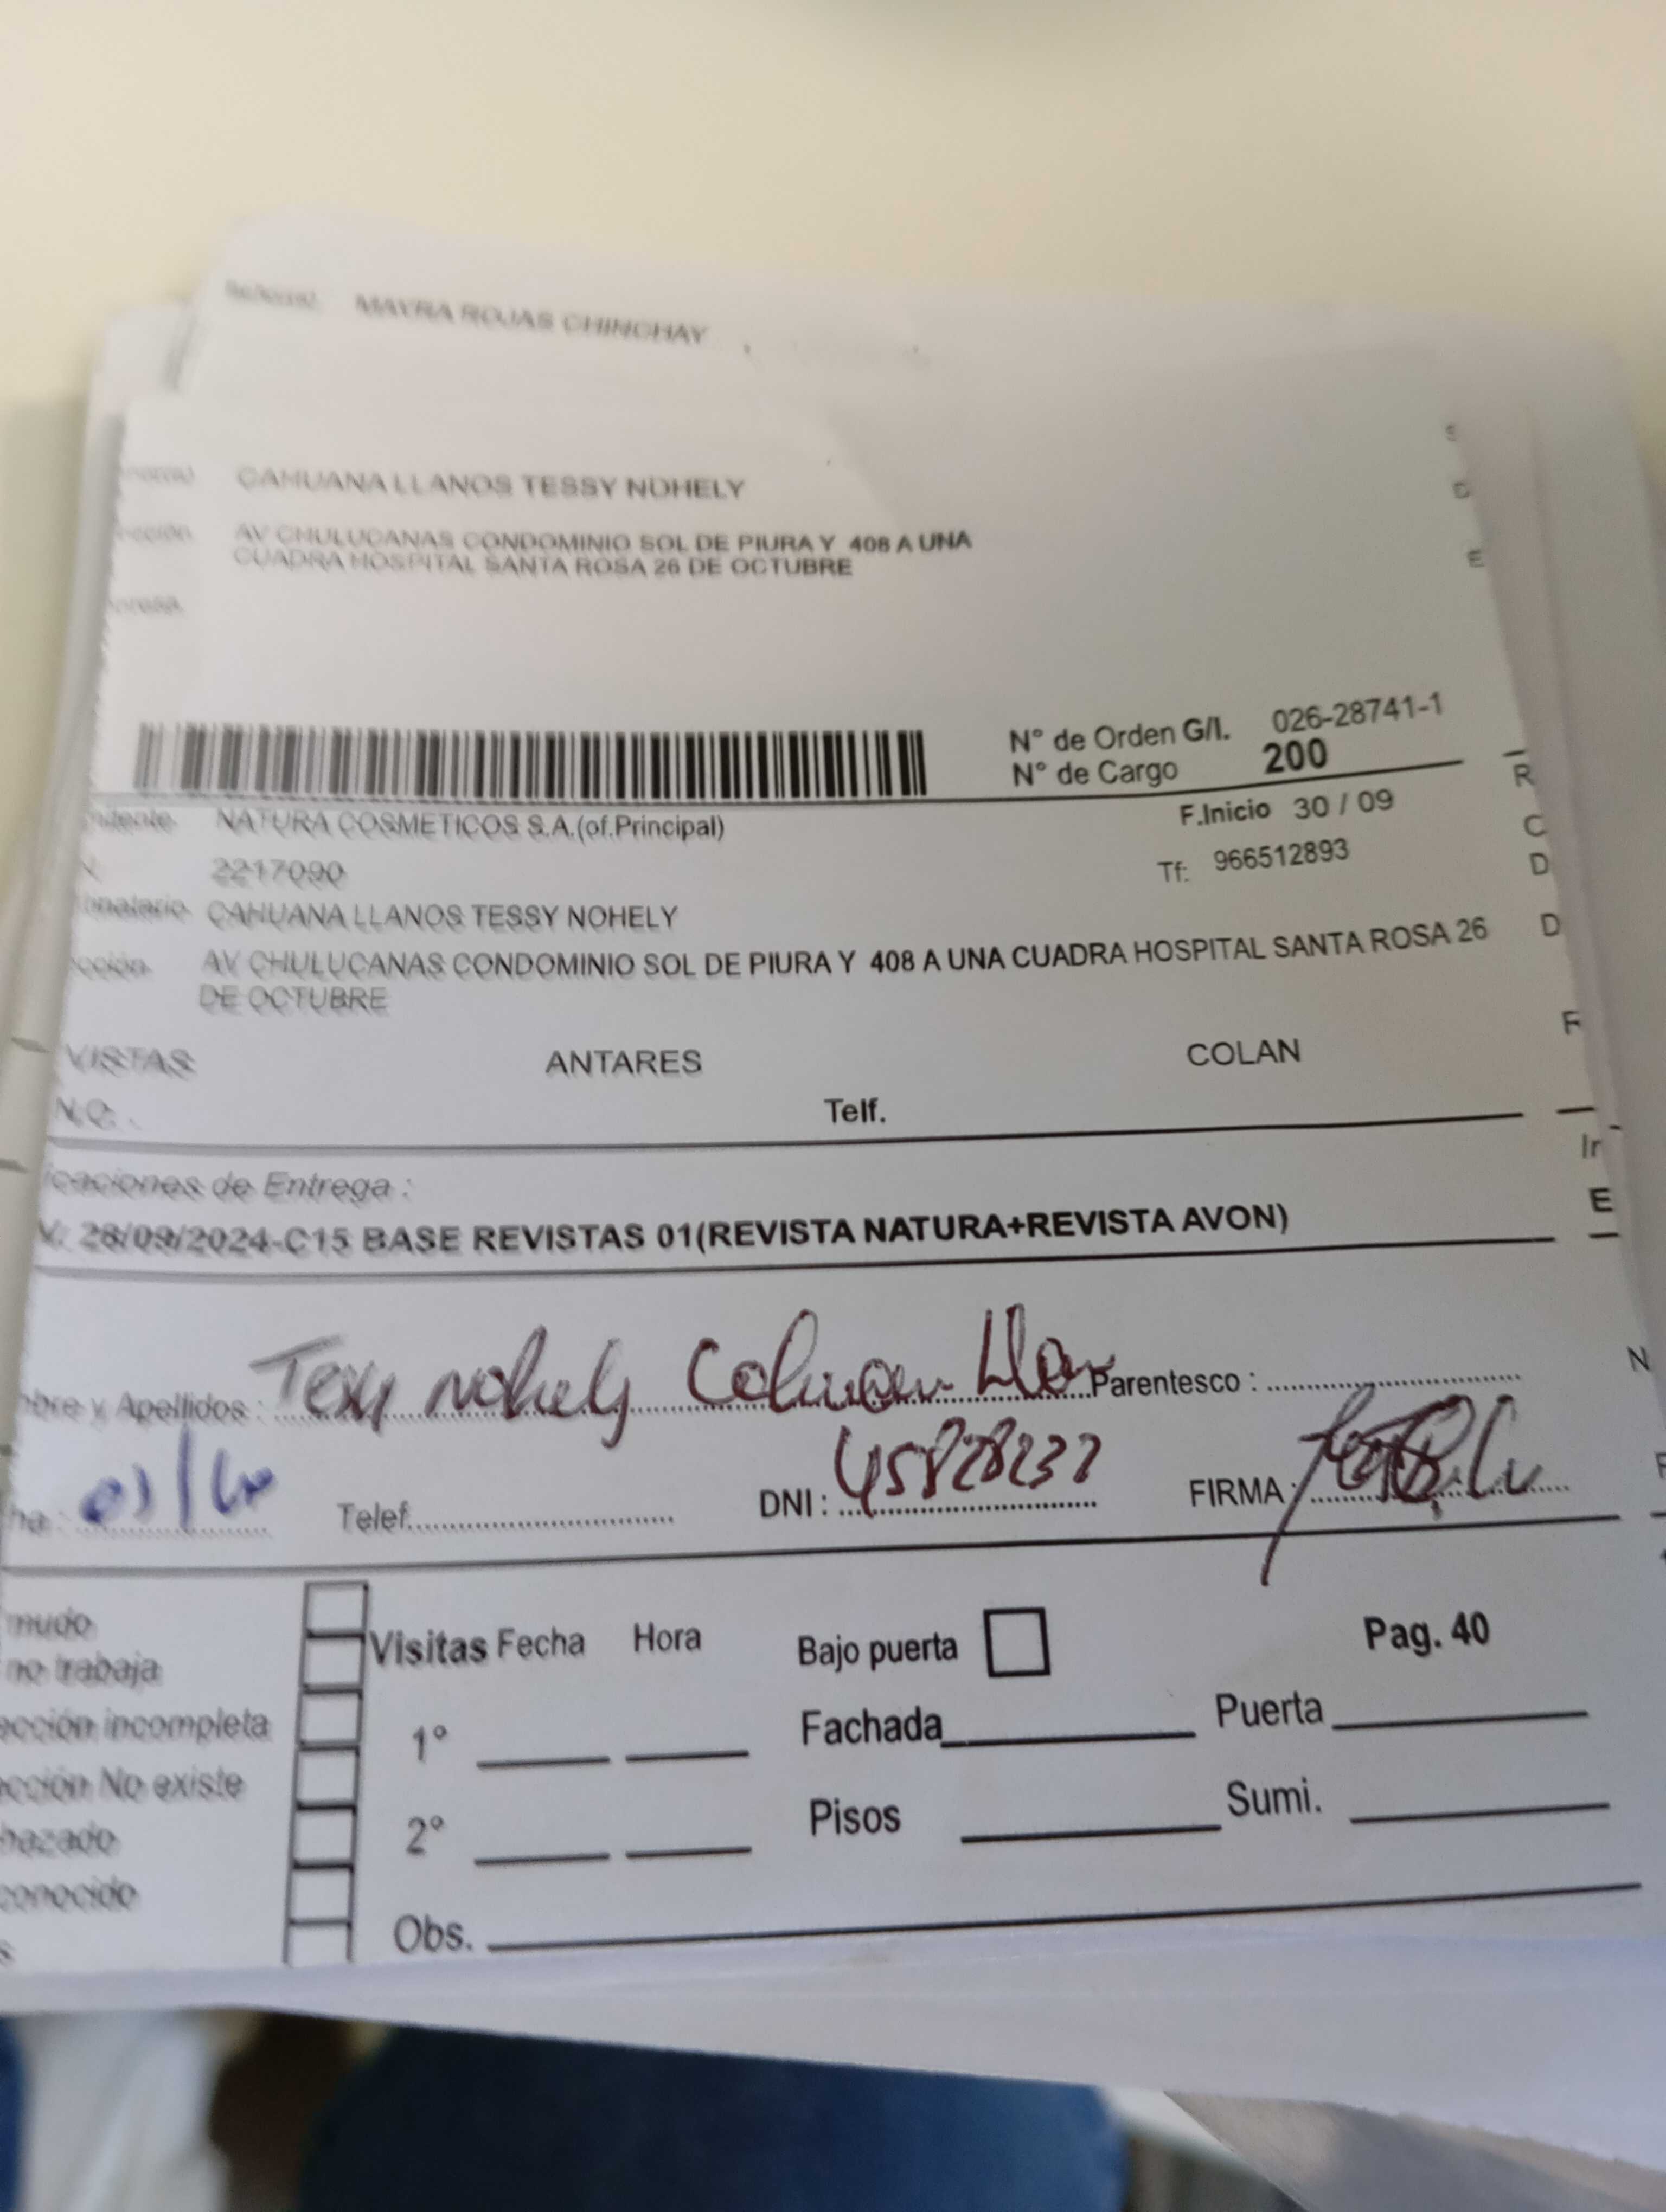 MAYRA ROJAS CHINCHAY
CAHUANA LLANOS TESSY NOHELY
AV CHULUCANAS CONDOMINIO SOL DE PIURA Y 408 A UNA
CUADRA HOSPITAL SANTA ROSA 26 DE OCTUBRE
N° de Orden G/I. 026-28741-1
N° de Cargo 200
NATURA COSMETICOS S.A.(of.Principal) F.Inicio 30 / 09
2217090 Tf: 966512893
CAHUANA LLANOS TESSY NOHELY
AV CHULUCANAS CONDOMINIO SOL DE PIURA Y 408 A UNA CUADRA HOSPITAL SANTA ROSA 26
DE OCTUBRE
VISTAS ANTARES COLAN
Telf.
icaciones de Entrega :
28/09/2024-C15 BASE REVISTAS 01(REVISTA NATURA+REVISTA AVON)
bre y Apellidos : Tessy Nohely Cahuana Parentesco :
Telef. DNI : FIRMA :
mudo
no trabaja
Visitas Fecha Hora Bajo puerta Pag. 40
ección incompleta
1° Fachada Puerta
cción No existe
2° Pisos Sumi.
hazado
conocido
Obs.